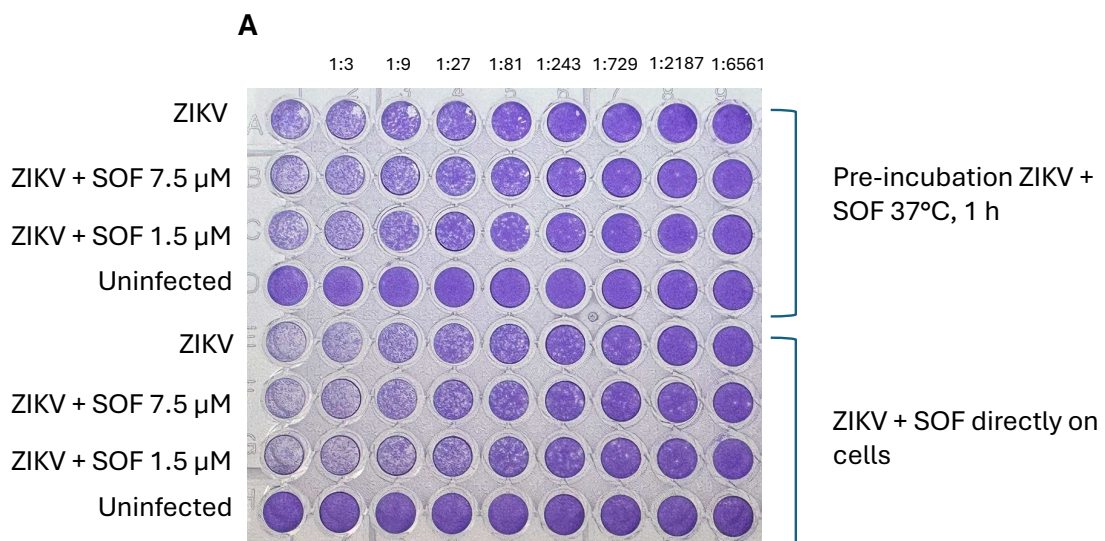 A
1:3 1:9 1:27 1:81 1:243 1:729 1:2187 1:6561
ZIKV
ZIKV + SOF 7.5 µM
ZIKV + SOF 1.5 µM
Uninfected
ZIKV
ZIKV + SOF 7.5 µM
ZIKV + SOF 1.5 µM
Uninfected
Pre-incubation ZIKV +
SOF 37°C, 1 h
ZIKV + SOF directly on
cells